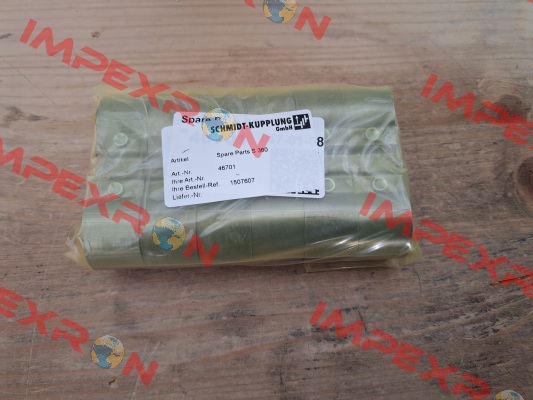 IMPEXRON
IMPEXRON
Spare P
SCHMIDT-KUPPLUNG
GmbH
8
Artikel Spare Parts S 360
Art.-Nr. 46701
Ihre Art.-Nr.
Ihre Bestell-Ref. 1507607
Liefer.-Nr.
IMPEXRON
IMPEXRON
IMPEXRON
IMPEXRON